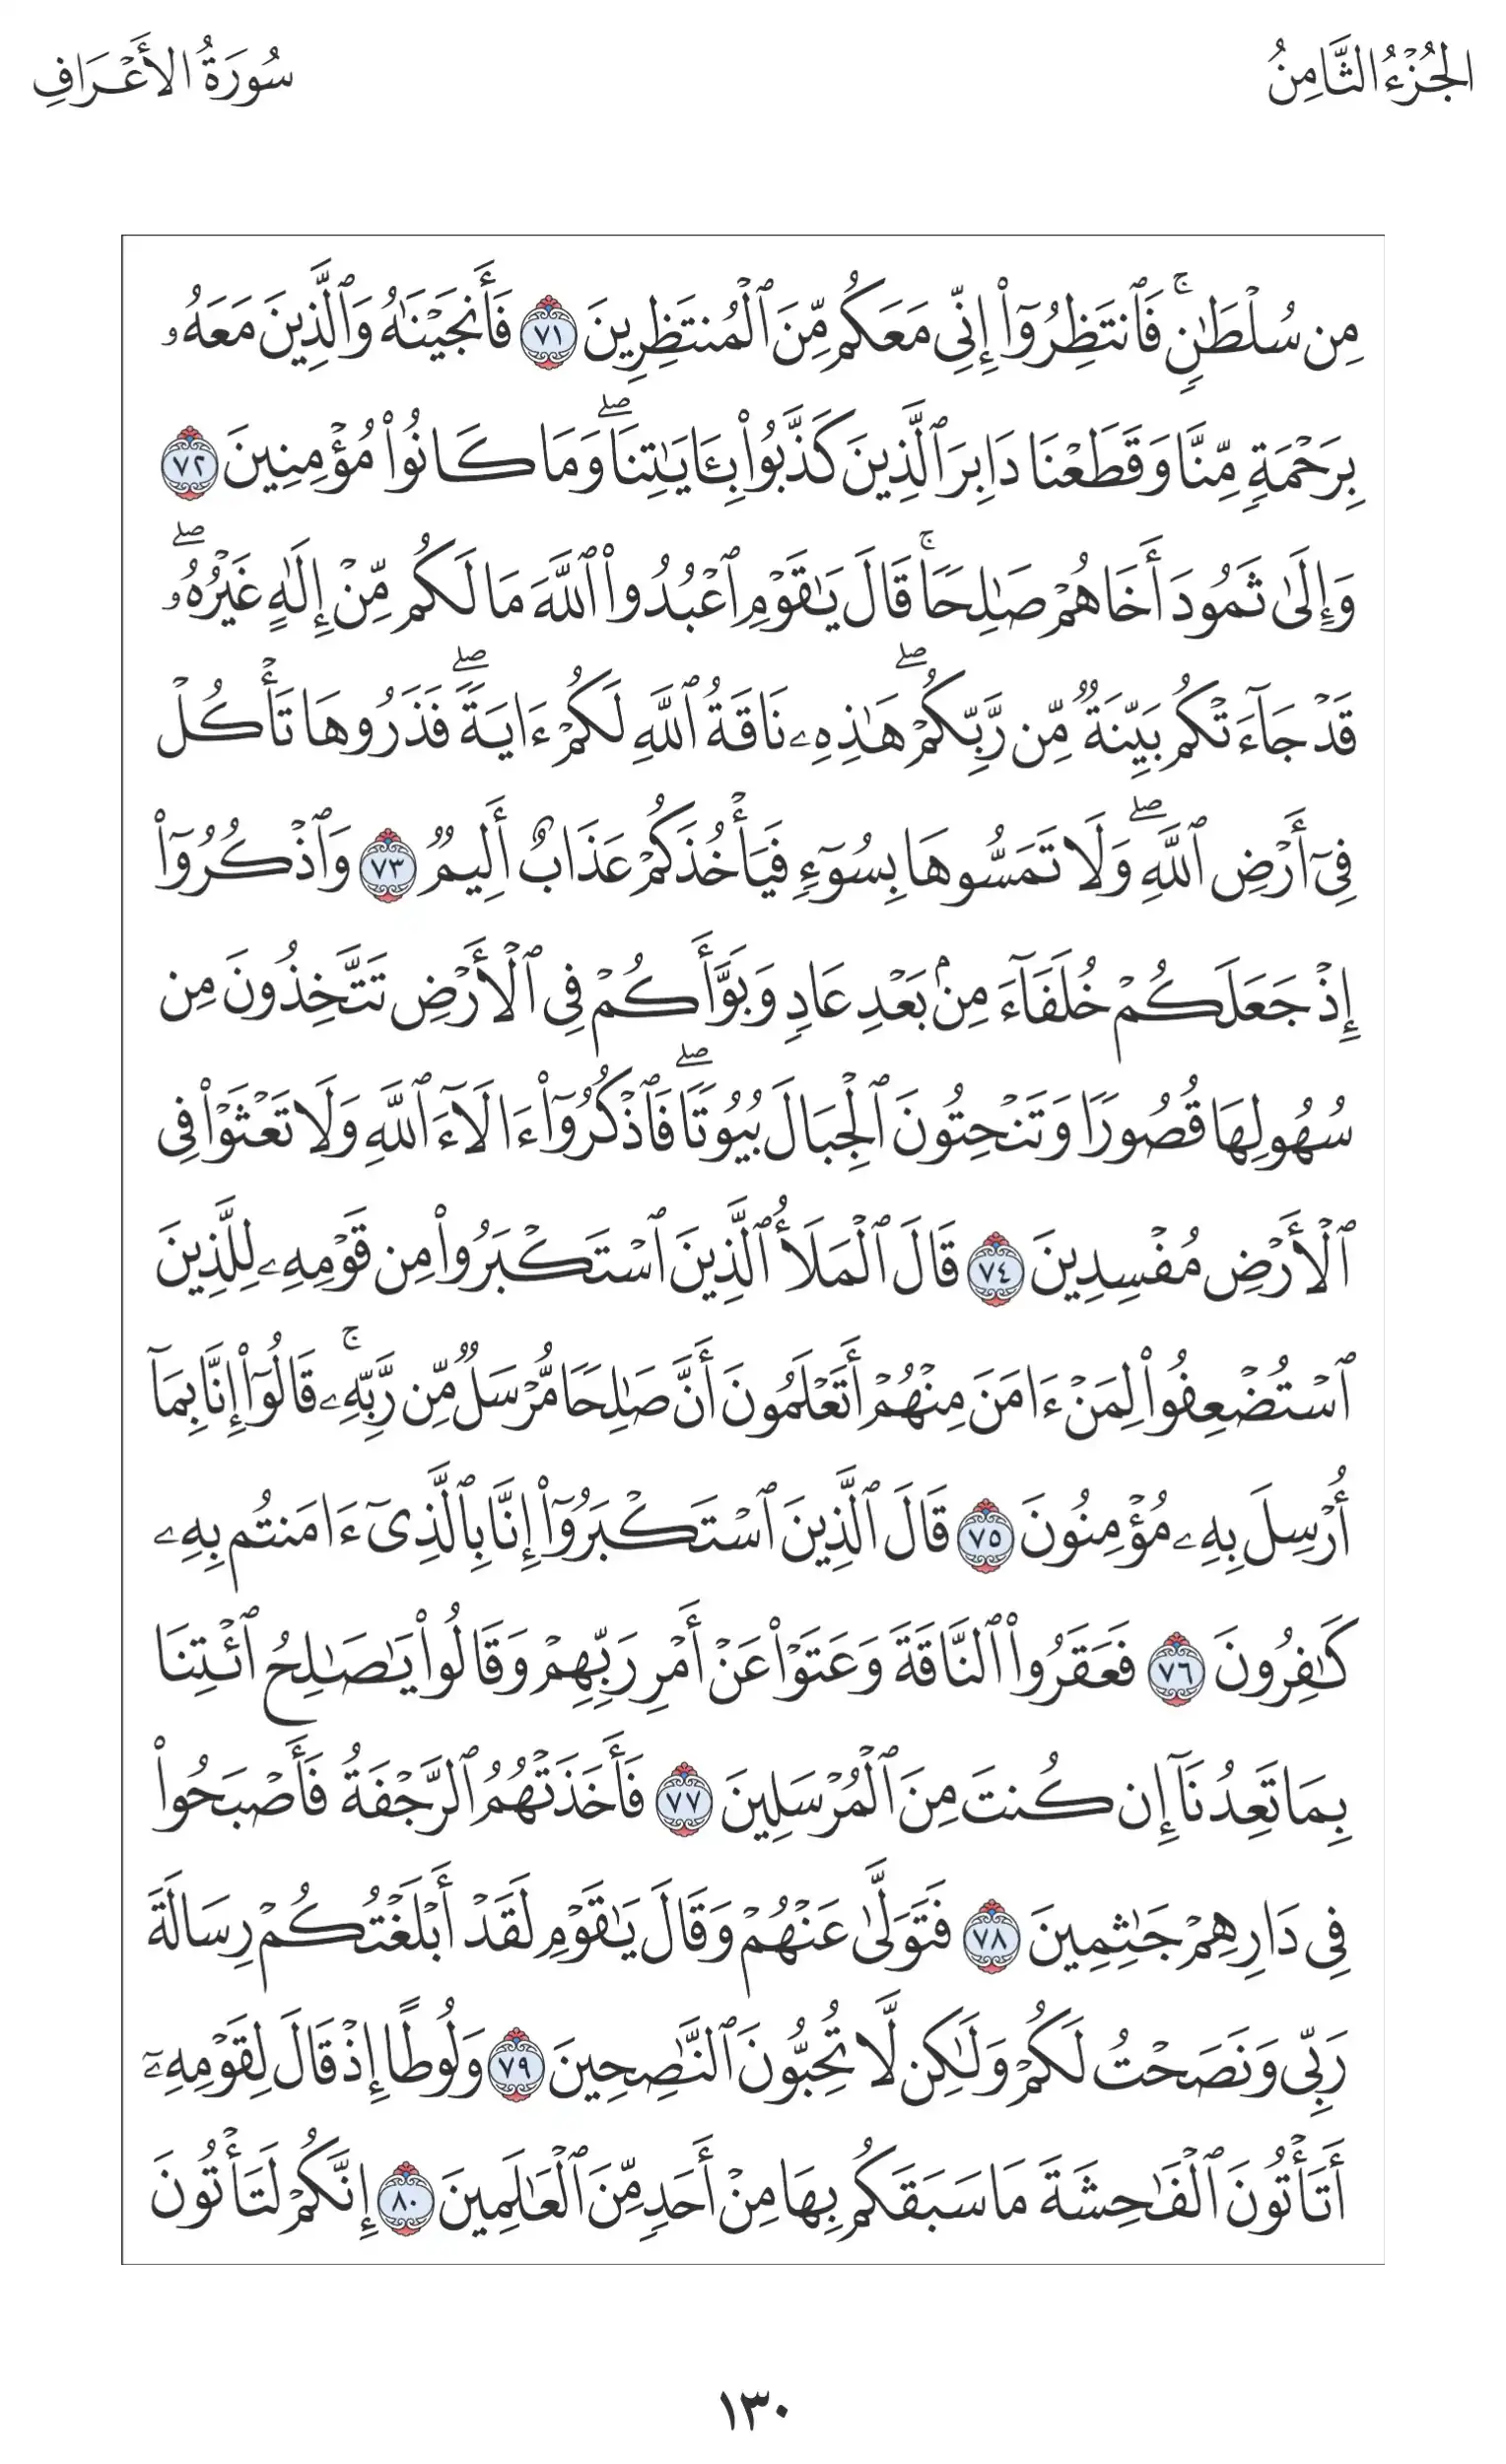 الجُزْءُ الثَّامِنُ
سُورَةُ الأَعْرَافِ
مِن سُلْطَٰنٍۚ فَٱنتَظِرُوٓا۟ إِنِّى مَعَكُم مِّنَ ٱلْمُنتَظِرِينَ ٧١ فَأَنجَيْنَٰهُ وَٱلَّذِينَ مَعَهُۥ
بِرَحْمَةٍ مِّنَّا وَقَطَعْنَا دَابِرَ ٱلَّذِينَ كَذَّبُوا۟ بِـَٔايَٰتِنَاۖ وَمَا كَانُوا۟ مُؤْمِنِينَ ٧٢
وَإِلَىٰ ثَمُودَ أَخَاهُمْ صَٰلِحًاۚ قَالَ يَٰقَوْمِ ٱعْبُدُوا۟ ٱللَّهَ مَا لَكُم مِّنْ إِلَٰهٍ غَيْرُهُۥۖ
قَدْ جَآءَتْكُم بَيِّنَةٌ مِّن رَّبِّكُمْۖ هَٰذِهِۦ نَاقَةُ ٱللَّهِ لَكُمْ ءَايَةًۖ فَذَرُوهَا تَأْكُلْ
فِىٓ أَرْضِ ٱللَّهِۖ وَلَا تَمَسُّوهَا بِسُوٓءٍ فَيَأْخُذَكُمْ عَذَابٌ أَلِيمٌ ٧٣ وَٱذْكُرُوٓا۟
إِذْ جَعَلَكُمْ خُلَفَآءَ مِنۢ بَعْدِ عَادٍ وَبَوَّأَكُمْ فِى ٱلْأَرْضِ تَتَّخِذُونَ مِن
سُهُولِهَا قُصُورًا وَتَنْحِتُونَ ٱلْجِبَالَ بُيُوتًاۖ فَٱذْكُرُوٓا۟ ءَالَآءَ ٱللَّهِ وَلَا تَعْثَوْا۟ فِى
ٱلْأَرْضِ مُفْسِدِينَ ٧٤ قَالَ ٱلْمَلَأُ ٱلَّذِينَ ٱسْتَكْبَرُوا۟ مِن قَوْمِهِۦ لِلَّذِينَ
ٱسْتُضْعِفُوا۟ لِمَنْ ءَامَنَ مِنْهُمْ أَتَعْلَمُونَ أَنَّ صَٰلِحًا مُّرْسَلٌ مِّن رَّبِّهِۦۚ قَالُوٓا۟ إِنَّا بِمَآ
أُرْسِلَ بِهِۦ مُؤْمِنُونَ ٧٥ قَالَ ٱلَّذِينَ ٱسْتَكْبَرُوٓا۟ إِنَّا بِٱلَّذِىٓ ءَامَنتُم بِهِۦ
كَٰفِرُونَ ٧٦ فَعَقَرُوا۟ ٱلنَّاقَةَ وَعَتَوْا۟ عَنْ أَمْرِ رَبِّهِمْ وَقَالُوا۟ يَٰصَٰلِحُ ٱئْتِنَا
بِمَا تَعِدُنَآ إِن كُنتَ مِنَ ٱلْمُرْسَلِينَ ٧٧ فَأَخَذَتْهُمُ ٱلرَّجْفَةُ فَأَصْبَحُوا۟
فِى دَارِهِمْ جَٰثِمِينَ ٧٨ فَتَوَلَّىٰ عَنْهُمْ وَقَالَ يَٰقَوْمِ لَقَدْ أَبْلَغْتُكُمْ رِسَالَةَ
رَبِّى وَنَصَحْتُ لَكُمْ وَلَٰكِن لَّا تُحِبُّونَ ٱلنَّٰصِحِينَ ٧٩ وَلُوطًا إِذْ قَالَ لِقَوْمِهِۦٓ
أَتَأْتُونَ ٱلْفَٰحِشَةَ مَا سَبَقَكُم بِهَا مِنْ أَحَدٍ مِّنَ ٱلْعَٰلَمِينَ ٨٠ إِنَّكُمْ لَتَأْتُونَ
١٣٠